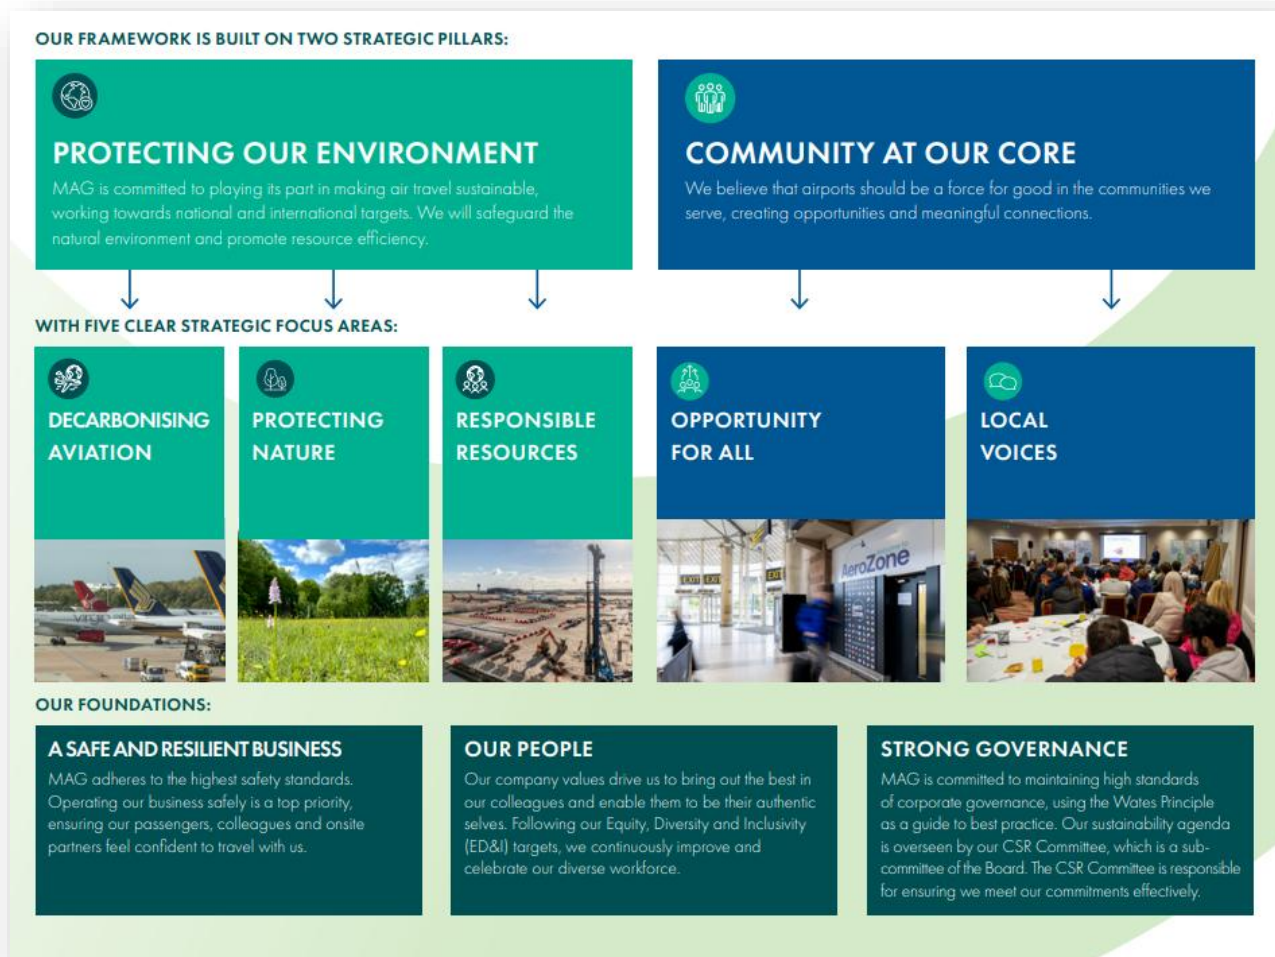 OUR FRAMEWORK IS BUILT ON TWO STRATEGIC PILLARS:
PROTECTING OUR ENVIRONMENT
MAG is committed to playing its part in making air travel sustainable,
working towards national and international targets. We will safeguard the
natural environment and promote resource efficiency.
COMMUNITY AT OUR CORE
We believe that airports should be a force for good in the communities we
serve, creating opportunities and meaningful connections.
WITH FIVE CLEAR STRATEGIC FOCUS AREAS:
DECARBONISING
AVIATION
PROTECTING
NATURE
RESPONSIBLE
RESOURCES
OPPORTUNITY
FOR ALL
LOCAL
VOICES
virgin
EXIT EXIT
EXIT
AeroZone
OUR FOUNDATIONS:
A SAFE AND RESILIENT BUSINESS
MAG adheres to the highest safety standards.
Operating our business safely is a top priority,
ensuring our passengers, colleagues and onsite
partners feel confident to travel with us.
OUR PEOPLE
Our company values drive us to bring out the best in
our colleagues and enable them to be their authentic
selves. Following our Equity, Diversity and Inclusivity
(ED&I) targets, we continuously improve and
celebrate our diverse workforce.
STRONG GOVERNANCE
MAG is committed to maintaining high standards
of corporate governance, using the Wates Principle
as a guide to best practice. Our sustainability agenda
is overseen by our CSR Committee, which is a sub-
committee of the Board. The CSR Committee is responsible
for ensuring we meet our commitments effectively.